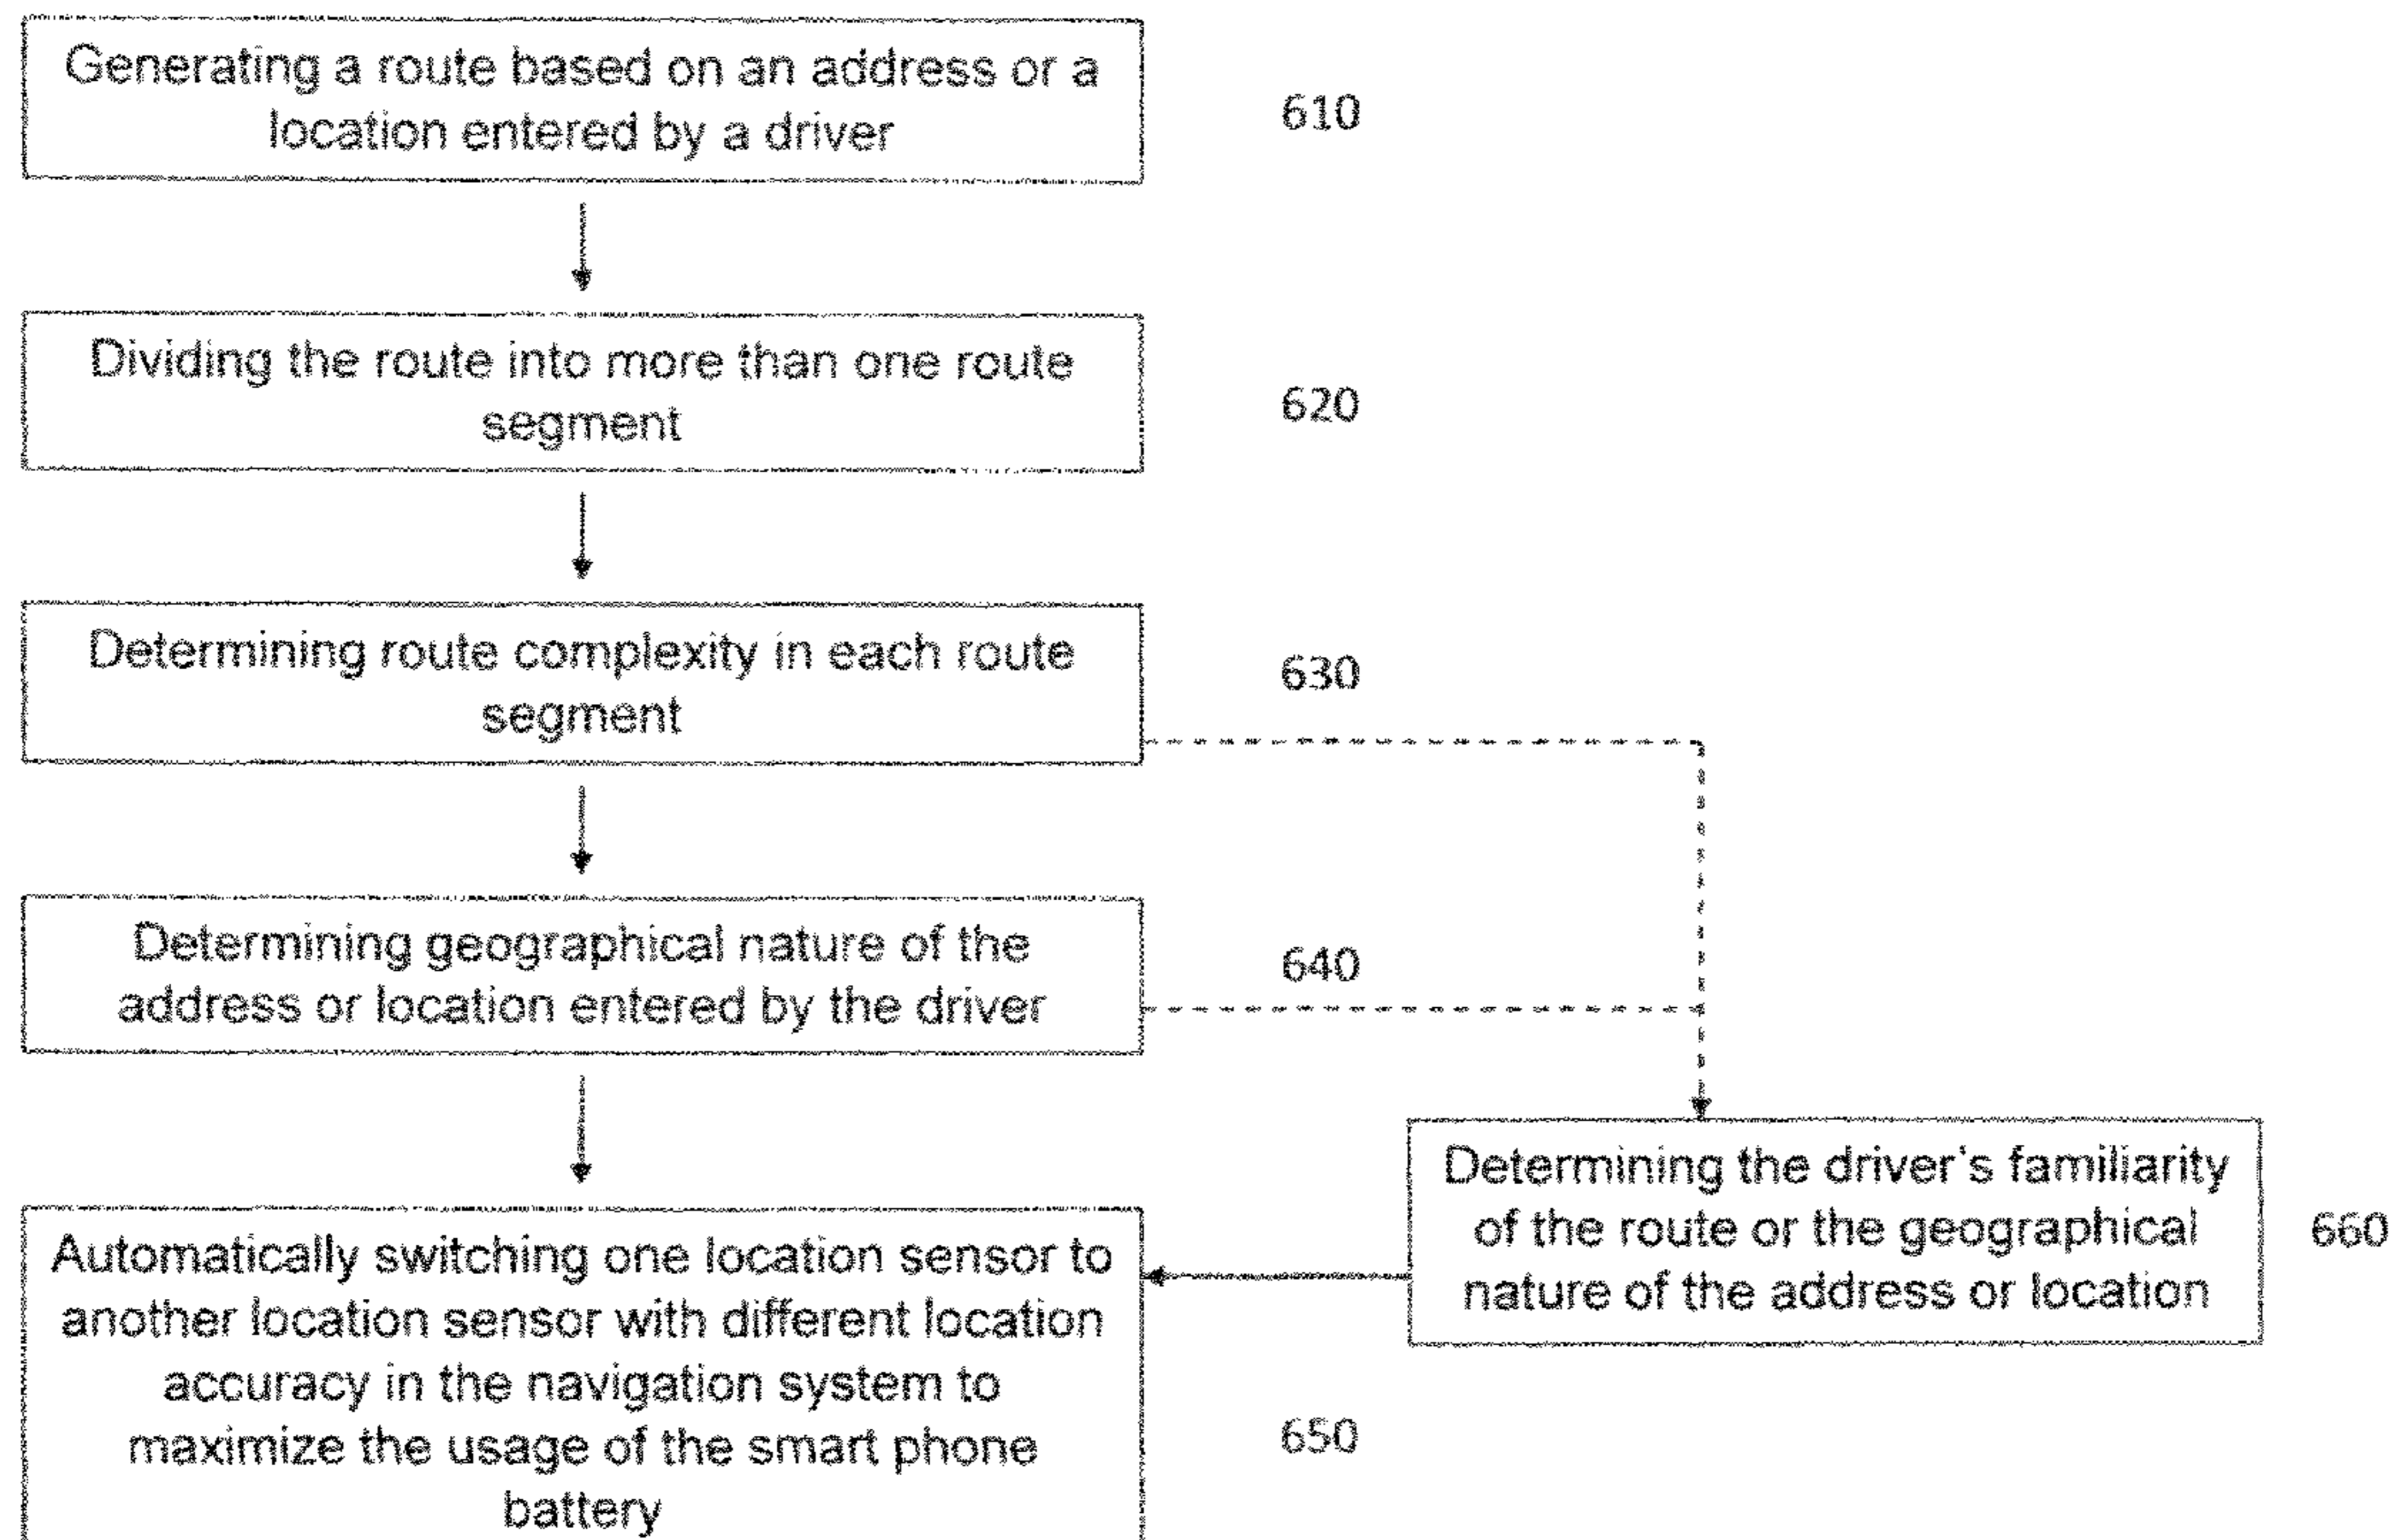 Generating a route based on an address or a
location entered by a driver
610
Dividing the route into more than one route
segment
620
Determining route complexity in each route
segment
630
Determining geographical nature of the
address or location entered by the driver
640
Automatically switching one location sensor to
another location sensor with different location
accuracy in the navigation system to
maximize the usage of the smart phone
battery
650
Determining the driver's familiarity
of the route or the geographical
nature of the address or location
660